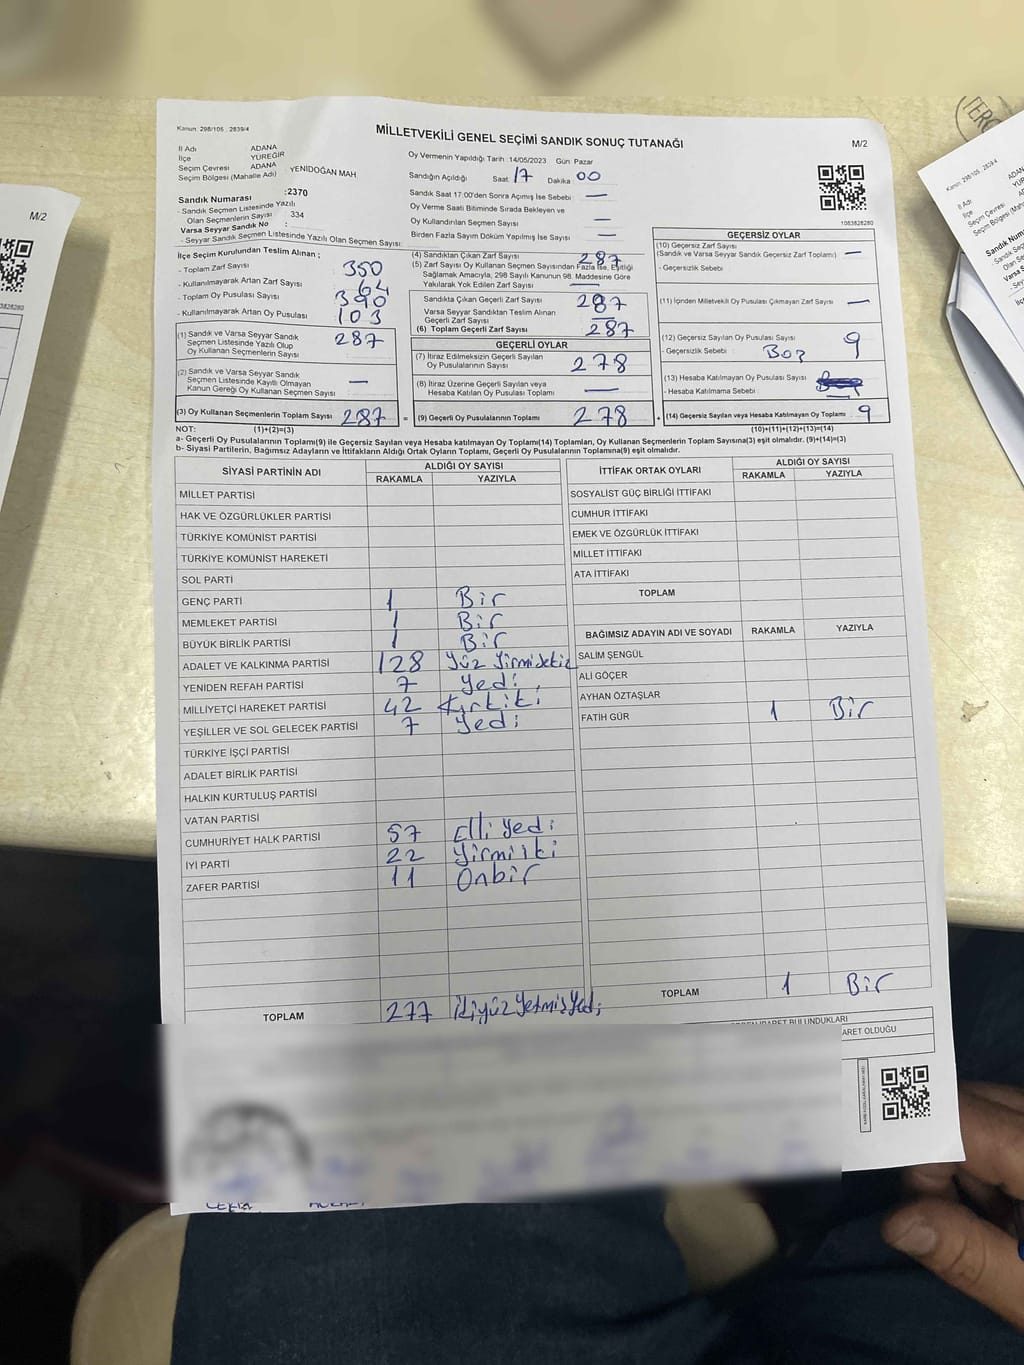 Kanun: 298/105 , 2839/4
MİLLETVEKİLİ GENEL SEÇİMİ SANDIK SONUÇ TUTANAĞI
M/2
İl Adı ADANA
İlçe YÜREĞİR
Seçim Çevresi ADANA
Seçim Bölgesi (Mahalle Adı) : YENİDOĞAN MAH
Sandık Numarası :2370
- Sandık Seçmen Listesinde Yazılı
Olan Seçmenlerin Sayısı : 334
Varsa Seyyar Sandık No :
- Seyyar Sandık Seçmen Listesinde Yazılı Olan Seçmen Sayısı:
Oy Vermenin Yapıldığı Tarih :14/05/2023 Gün: Pazar
Sandığın Açıldığı Saat: 17 Dakika 00
Sandık Saat 17:00'den Sonra Açımış İse Sebebi —
Oy Verme Saati Bitiminde Sırada Bekleyen ve
Oy Kullandırılan Seçmen Sayısı —
Birden Fazla Sayım Döküm Yapılmış İse Sayısı —
1083828280
İlçe Seçim Kurulundan Teslim Alınan ;
- Toplam Zarf Sayısı 350
- Kullanılmayarak Artan Zarf Sayısı 64
- Toplam Oy Pusulası Sayısı 390
- Kullanılmayarak Artan Oy Pusulası 103
(1) Sandık ve Varsa Seyyar Sandık
Seçmen Listesinde Yazılı Olup
Oy Kullanan Seçmenlerin Sayısı 287
(2) Sandık ve Varsa Seyyar Sandık
Seçmen Listesinde Kayıtlı Olmayan
Kanun Gereği Oy Kullanan Seçmen Sayısı —
(3) Oy Kullanan Seçmenlerin Toplam Sayısı 287
(4) Sandıktan Çıkan Zarf Sayısı 287
(5) Zarf Sayısı Oy Kullanan Seçmen Sayısından Fazla İse, Eşitliği
Sağlamak Amacıyla, 298 Sayılı Kanunun 98. Maddesine Göre
Yakılarak Yok Edilen Zarf Sayısı —
Sandıkta Çıkan Geçerli Zarf Sayısı 287
Varsa Seyyar Sandıktan Teslim Alınan
Geçerli Zarf Sayısı —
(6) Toplam Geçerli Zarf Sayısı 287
GEÇERLİ OYLAR
(7) İtiraz Edilmeksizin Geçerli Sayılan
Oy Pusulalarının Sayısı 278
(8) İtiraz Üzerine Geçerli Sayılan veya
Hesaba Katılan Oy Pusulası Toplamı —
= (9) Geçerli Oy Pusulalarının Toplamı 278
GEÇERSİZ OYLAR
(10) Geçersiz Zarf Sayısı
(Sandık ve Varsa Seyyar Sandık Geçersiz Zarf Toplamı) —
- Geçersizlik Sebebi
(11) İçinden Milletvekili Oy Pusulası Çıkmayan Zarf Sayısı —
(12) Geçersiz Sayılan Oy Pusulası Sayısı 9
- Geçersizlik Sebebi : Boş
(13) Hesaba Katılmayan Oy Pusulası Sayısı
- Hesaba Katılmama Sebebi
+ (14) Geçersiz Sayılan veya Hesaba Katılmayan Oy Toplamı 9
NOT: (1)+(2)=(3)
(10)+(11)+(12)+(13)=(14)
a- Geçerli Oy Pusulalarının Toplamı(9) ile Geçersiz Sayılan veya Hesaba katılmayan Oy Toplamı(14) Toplamları, Oy Kullanan Seçmenlerin Toplam Sayısına(3) eşit olmalıdır. (9)+(14)=(3)
b- Siyasi Partilerin, Bağımsız Adayların ve İttifakların Aldığı Ortak Oyların Toplamı, Geçerli Oy Pusulalarının Toplamına(9) eşit olmalıdır.
SİYASİ PARTİNİN ADI ALDIĞI OY SAYISI
RAKAMLA YAZIYLA
MİLLET PARTİSİ
HAK VE ÖZGÜRLÜKLER PARTİSİ
TÜRKİYE KOMÜNİST PARTİSİ
TÜRKİYE KOMÜNİST HAREKETİ
SOL PARTİ
GENÇ PARTİ 1 Bir
MEMLEKET PARTİSİ 1 Bir
BÜYÜK BİRLİK PARTİSİ 1 Bir
ADALET VE KALKINMA PARTİSİ 128 Yüz Yirmisekiz
YENİDEN REFAH PARTİSİ 7 Yedi
MİLLİYETÇİ HAREKET PARTİSİ 42 Kırkiki
YEŞİLLER VE SOL GELECEK PARTİSİ 7 Yedi
TÜRKİYE İŞÇİ PARTİSİ
ADALET BİRLİK PARTİSİ
HALKIN KURTULUŞ PARTİSİ
VATAN PARTİSİ
CUMHURİYET HALK PARTİSİ 57 Elli Yedi
İYİ PARTİ 22 Yirmiiki
ZAFER PARTİSİ 11 Onbir
TOPLAM 277 İkiyüz Yetmiş Yedi
İTTİFAK ORTAK OYLARI ALDIĞI OY SAYISI
RAKAMLA YAZIYLA
SOSYALİST GÜÇ BİRLİĞİ İTTİFAKI
CUMHUR İTTİFAKI
EMEK VE ÖZGÜRLÜK İTTİFAKI
MİLLET İTTİFAKI
ATA İTTİFAKI
TOPLAM
BAĞIMSIZ ADAYIN ADI VE SOYADI RAKAMLA YAZIYLA
SALİM ŞENGÜL
ALİ GÖÇER
AYHAN ÖZTAŞLAR
FATİH GÜR 1 Bir
TOPLAM 1 Bir
BULUNDUKLARI
ARET OLDUĞU
M/2